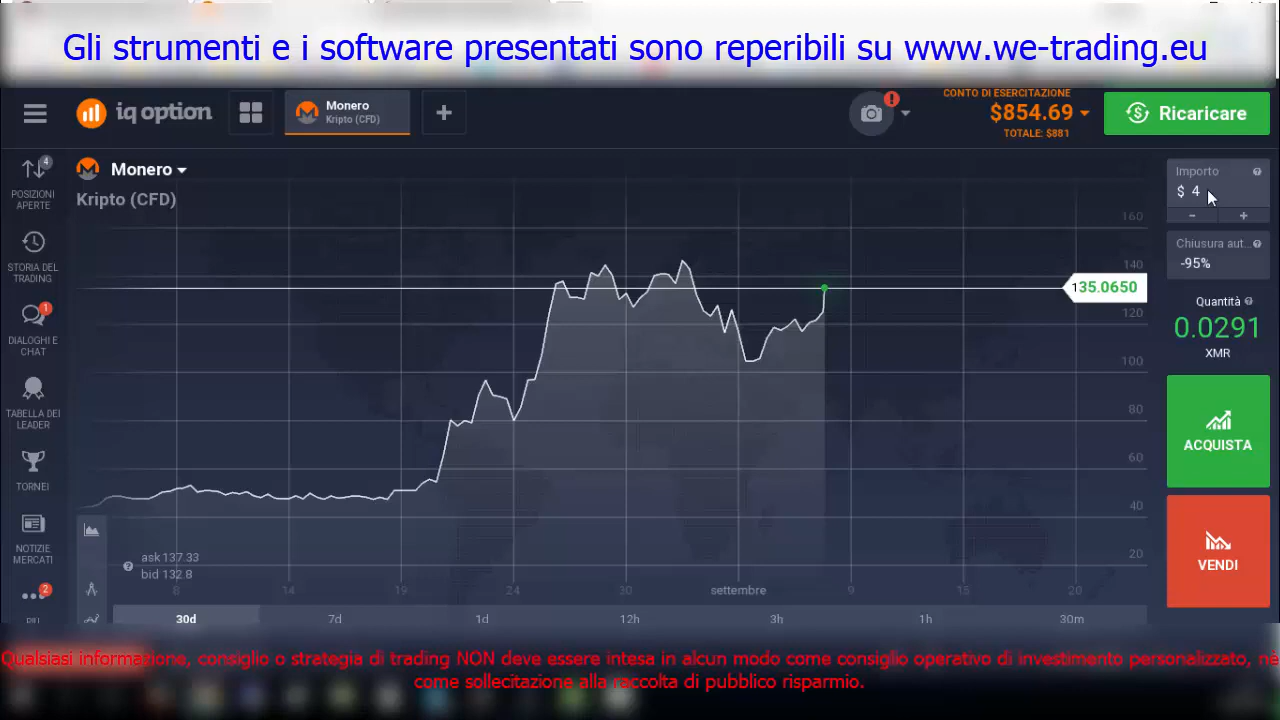 Gli strumenti e i software presentati sono reperibili su www.we-trading.eu
iq option
Monero
Kripto (CFD)
CONTO DI ESERCITAZIONE
$854.69
TOTALE: $881
Ricaricare
4
POSIZIONI
APERTE
STORIA DEL
TRADING
1
DIALOGHI E
CHAT
TABELLA DEI
LEADER
TORNEI
NOTIZIE
MERCATI
2
Monero
Kripto (CFD)
160
140
135.0650
120
100
80
60
40
20
ask 137.33
bid 132.8
8 14 19 24 30 settembre 9 15 20
30d 7d 1d 12h 3h 1h 30m
Importo
$ 4
- +
Chiusura aut...
-95%
Quantità
0.0291
XMR
ACQUISTA
VENDI
Qualsiasi informazione, consiglio o strategia di trading NON deve essere intesa in alcun modo come consiglio operativo di investimento personalizzato, nè
come sollecitazione alla raccolta di pubblico risparmio.